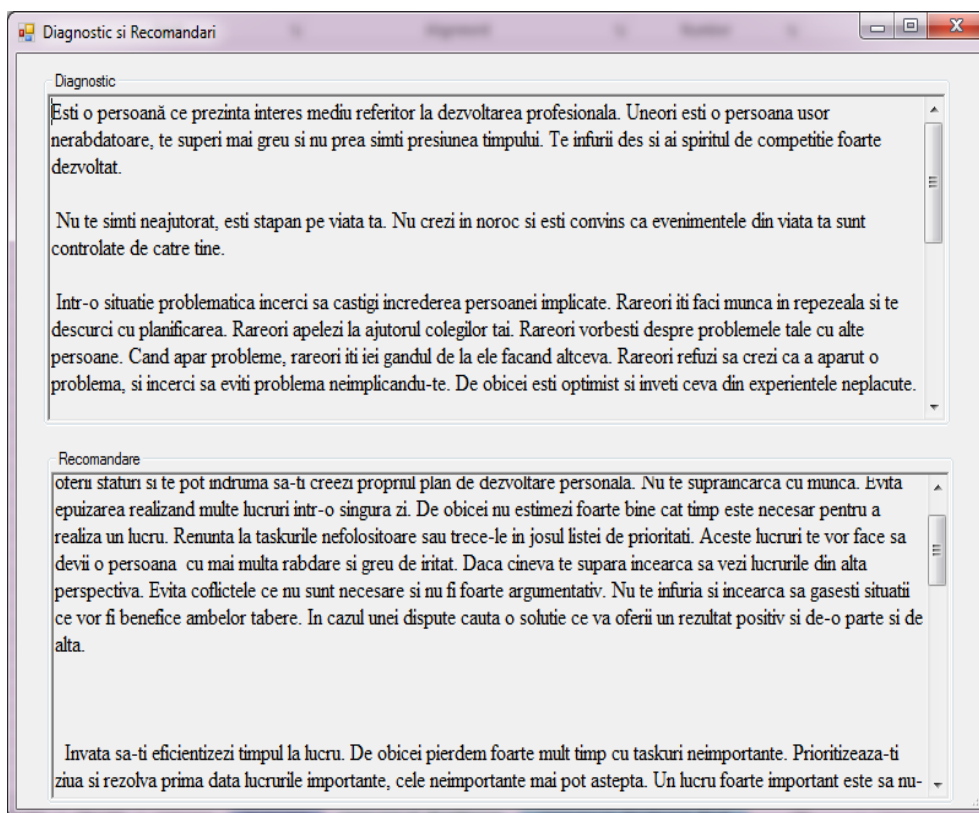 Diagnostic si Recomandari
Diagnostic
Esti o persoană ce prezinta interes mediu referitor la dezvoltarea profesionala. Uneori esti o persoana usor
nerabdatoare, te superi mai greu si nu prea simti presiunea timpului. Te infurii des si ai spiritul de competitie foarte
dezvoltat.
Nu te simti neajutorat, esti stapan pe viata ta. Nu crezi in noroc si esti convins ca evenimentele din viata ta sunt
controlate de catre tine.
Intr-o situatie problematica incerci sa castigi increderea persoanei implicate. Rareori iti faci munca in repezeala si te
descurci cu planificarea. Rareori apelezi la ajutorul colegilor tai. Rareori vorbesti despre problemele tale cu alte
persoane. Cand apar probleme, rareori iti iei gandul de la ele facand altceva. Rareori refuzi sa crezi ca a aparut o
problema, si incerci sa eviti problema neimplicandu-te. De obicei esti optimist si inveti ceva din experientele neplacute.
Recomandare
oferii sfaturi si te pot indruma sa-ti creezi propriul plan de dezvoltare personala. Nu te supraincarca cu munca. Evita
epuizarea realizand multe lucruri intr-o singura zi. De obicei nu estimezi foarte bine cat timp este necesar pentru a
realiza un lucru. Renunta la taskurile nefolositoare sau trece-le in josul listei de prioritati. Aceste lucruri te vor face sa
devii o persoana cu mai multa rabdare si greu de iritat. Daca cineva te supara incearca sa vezi lucrurile din alta
perspectiva. Evita coflictele ce nu sunt necesare si nu fi foarte argumentativ. Nu te infuria si incearca sa gasesti situatii
ce vor fi benefice ambelor tabere. In cazul unei dispute cauta o solutie ce va oferii un rezultat positiv si de-o parte si de
alta.
Invata sa-ti eficientizezi timpul la lucru. De obicei pierdem foarte mult timp cu taskuri neimportante. Prioritizeaza-ti
ziua si rezolva prima data lucrurile importante, cele neimportante mai pot astepta. Un lucru foarte important este sa nu-